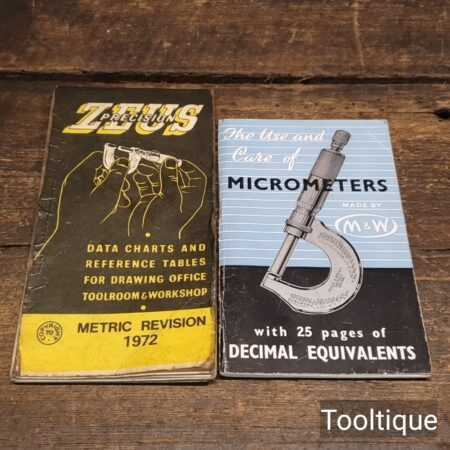 ZEUS
PRECISION
DATA CHARTS AND
REFERENCE TABLES
FOR DRAWING OFFICE
TOOLROOM & WORKSHOP
METRIC REVISION
1972
The Use and
Care of
MICROMETERS
MADE BY
M & W
with 25 pages of
DECIMAL EQUIVALENTS
Tooltique